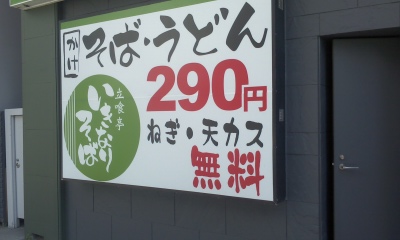 かけ そば・うどん
290円
ねぎ・天カス
無料
立喰亭
いきなり
そば